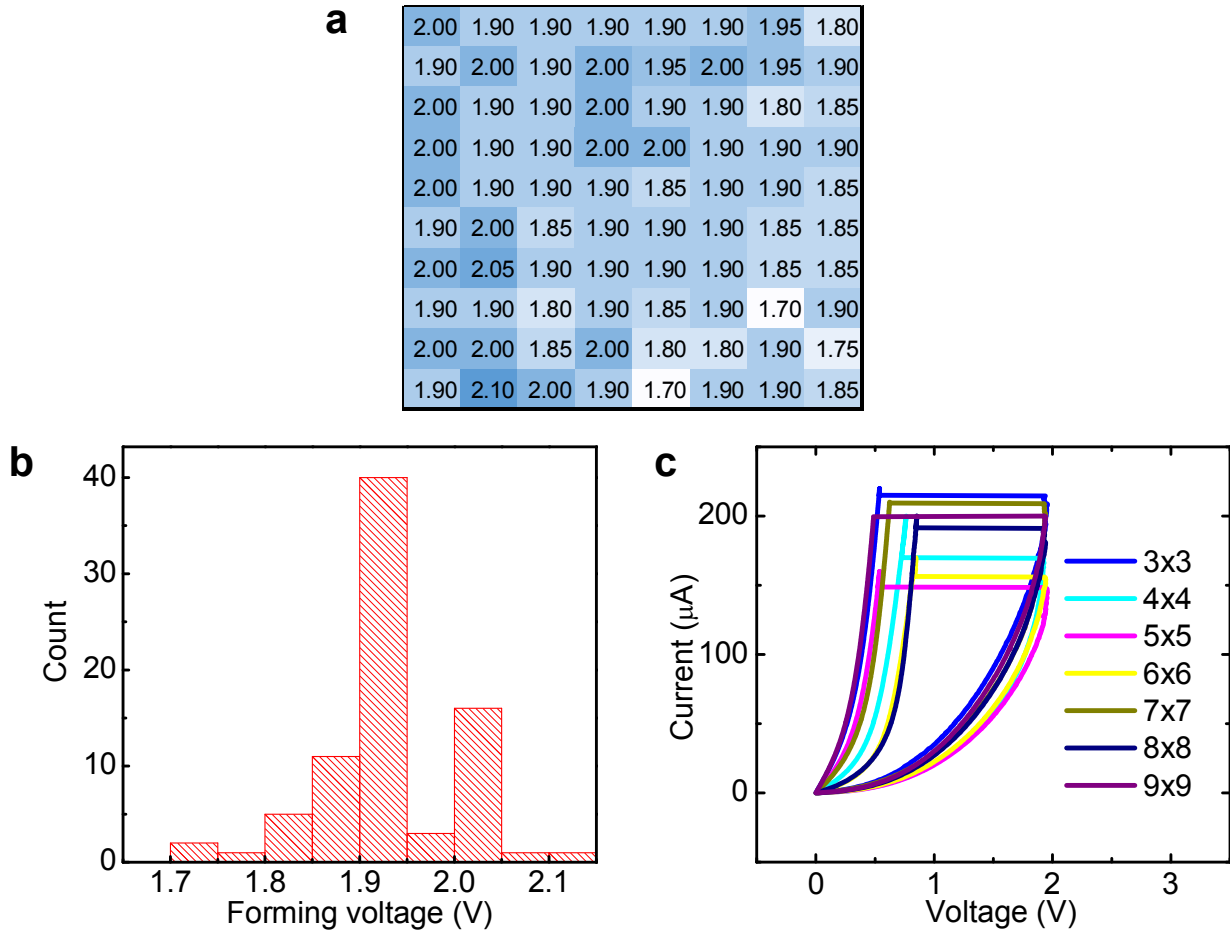 a
2.00 1.90 1.90 1.90 1.90 1.90 1.95 1.80
1.90 2.00 1.90 2.00 1.95 2.00 1.95 1.90
2.00 1.90 1.90 2.00 1.90 1.90 1.80 1.85
2.00 1.90 1.90 2.00 2.00 1.90 1.90 1.90
2.00 1.90 1.90 1.90 1.85 1.90 1.90 1.85
1.90 2.00 1.85 1.90 1.90 1.90 1.85 1.85
2.00 2.05 1.90 1.90 1.90 1.90 1.85 1.85
1.90 1.90 1.80 1.90 1.85 1.90 1.70 1.90
2.00 2.00 1.85 2.00 1.80 1.80 1.90 1.75
1.90 2.10 2.00 1.90 1.70 1.90 1.90 1.85
b
Count
40
30
20
10
0
1.7 1.8 1.9 2.0 2.1
Forming voltage (V)
c
Current (μA)
200
100
0
3x3
4x4
5x5
6x6
7x7
8x8
9x9
0 1 2 3
Voltage (V)